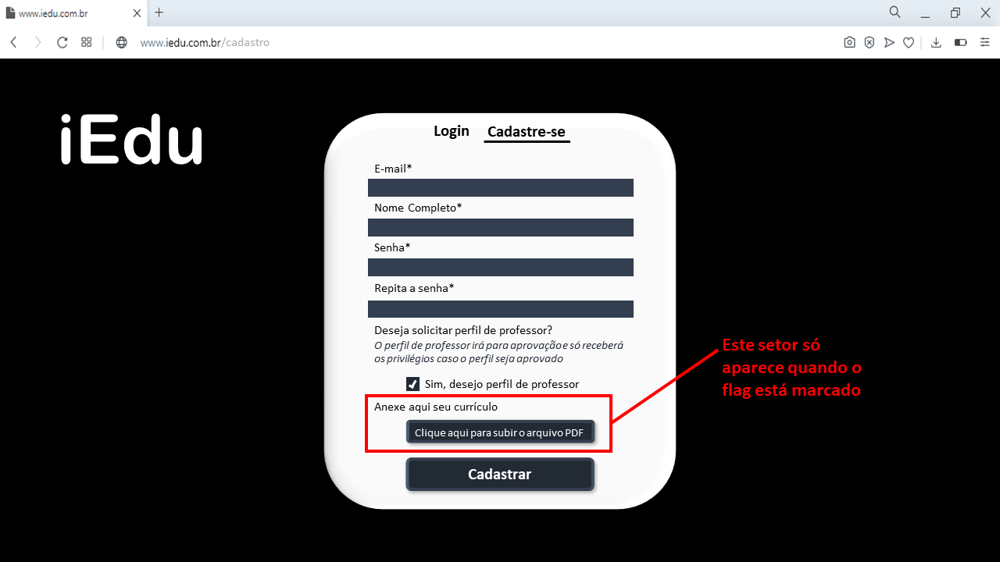 www.iedu.com.br
www.iedu.com.br/cadastro
iEdu
Login Cadastre-se
E-mail*
Nome Completo*
Senha*
Repita a senha*
Deseja solicitar perfil de professor?
O perfil de professor irá para aprovação e só receberá
os privilégios caso o perfil seja aprovado
Sim, desejo perfil de professor
Anexe aqui seu currículo
Clique aqui para subir o arquivo PDF
Cadastrar
Este setor só
aparece quando o
flag está marcado